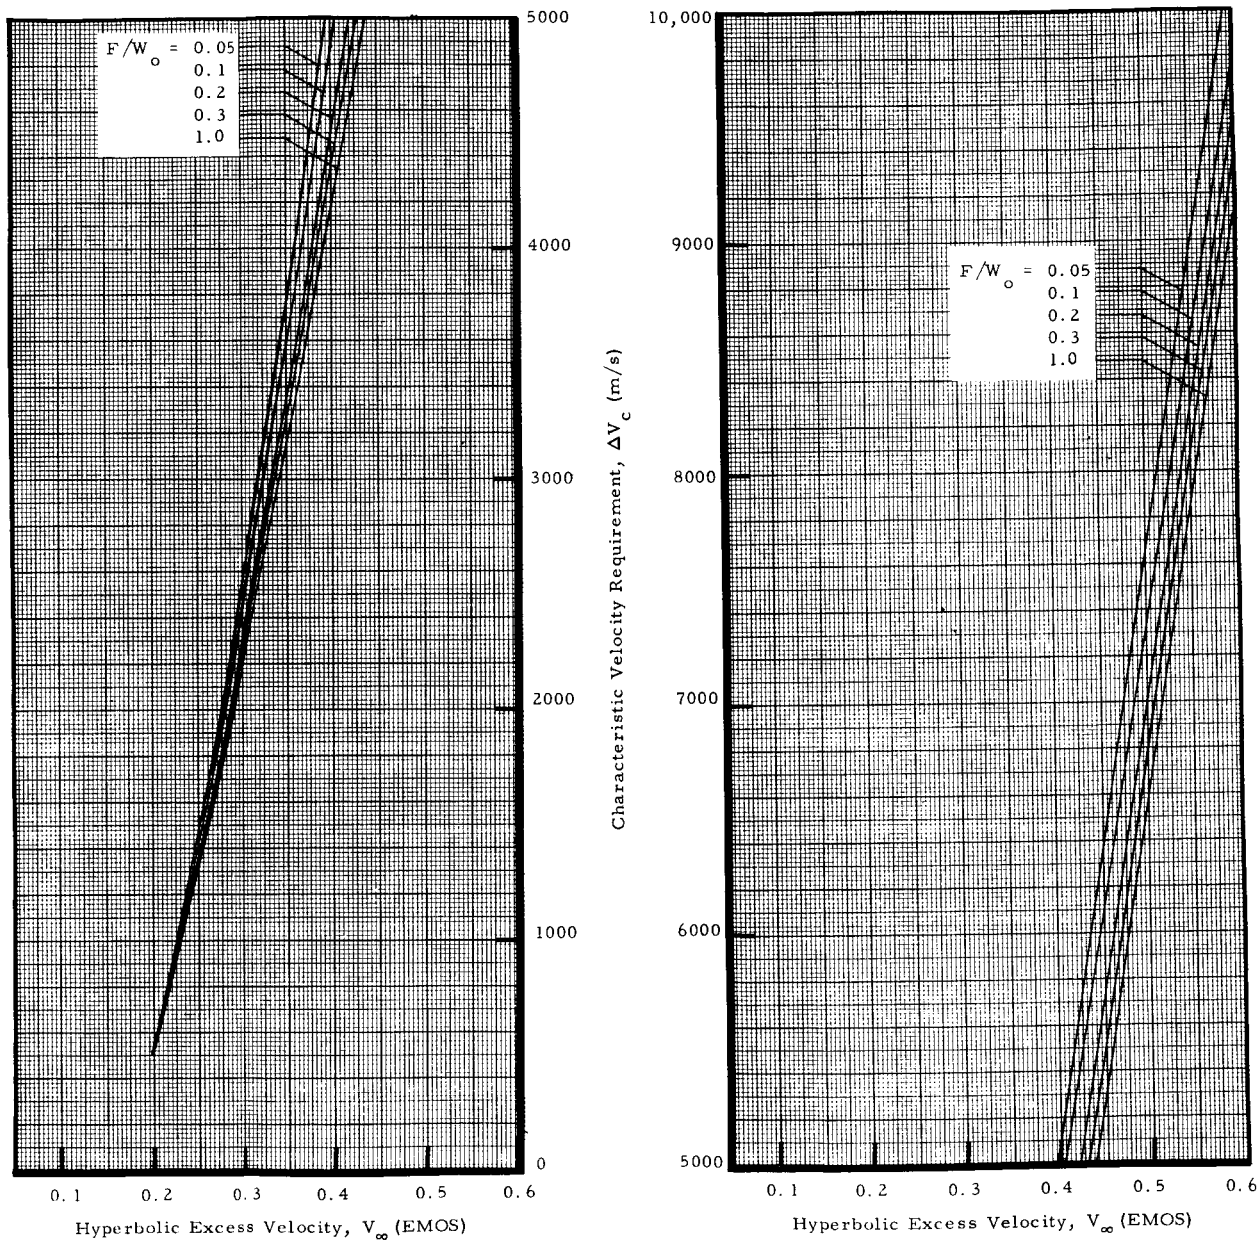 F/Wo = 0.05
0.1
0.2
0.3
1.0
5000
4000
3000
2000
1000
0
0.1 0.2 0.3 0.4 0.5 0.6
Hyperbolic Excess Velocity, V∞ (EMOS)
Characteristic Velocity Requirement, ΔVc (m/s)
10,000
9000
8000
7000
6000
5000
F/Wo = 0.05
0.1
0.2
0.3
1.0
0.1 0.2 0.3 0.4 0.5 0.6
Hyperbolic Excess Velocity, V∞ (EMOS)